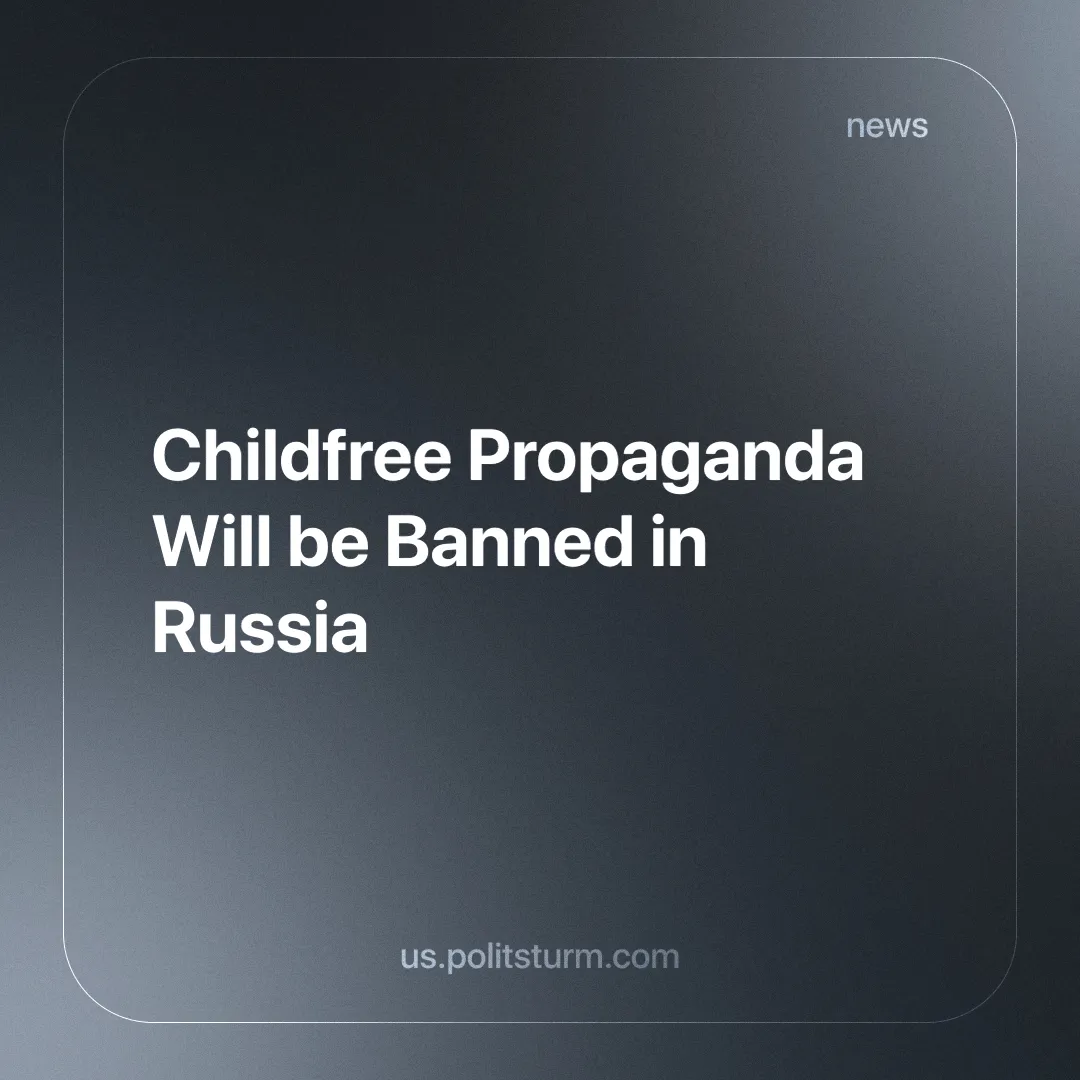 news
Childfree Propaganda
Will be Banned in
Russia
us.politsturm.com